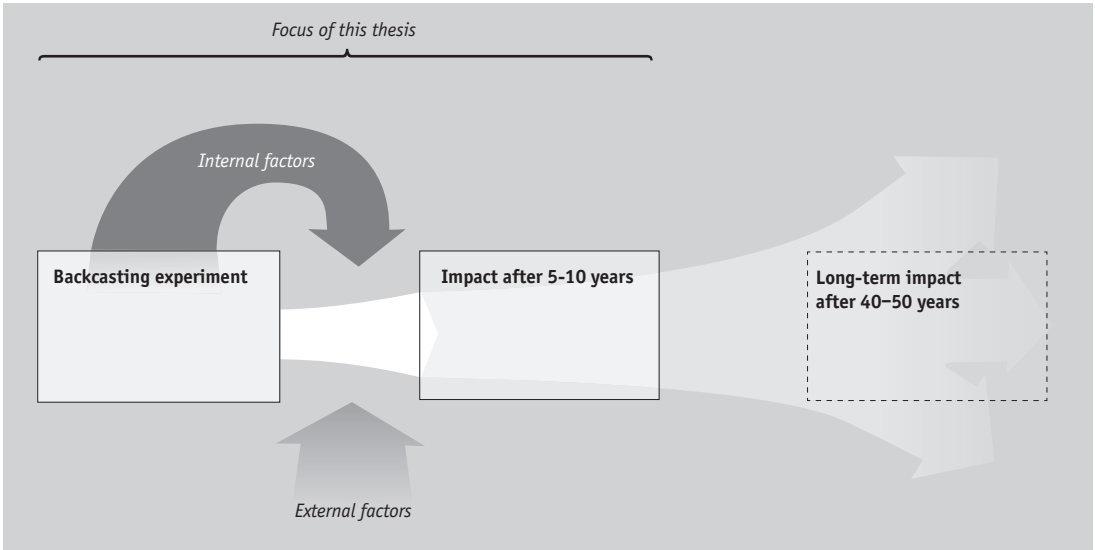 Focus of this thesis
Internal factors
Backcasting experiment
Impact after 5-10 years
Long-term impact
after 40–50 years
External factors